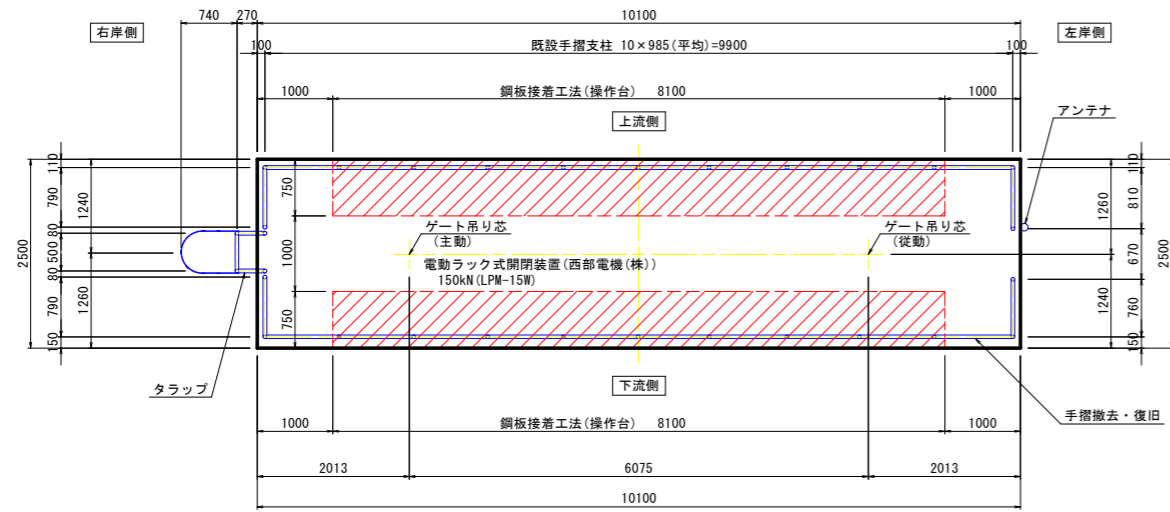 740
270
10100
右岸側
左岸側
100
既設手摺支柱 10×985(平均)=9900
100
1000
鋼板接着工法(操作台) 8100
1000
アンテナ
上流側
2500
110
790
80
500
80
790
150
1240
1260
750
1000
750
ゲート吊り芯
(主動)
ゲート吊り芯
(従動)
電動ラック式開閉装置(西部電機(株))
150kN(LPM-15W)
1260
1240
110
810
670
760
150
2500
タラップ
下流側
手摺撤去・復旧
1000
鋼板接着工法(操作台) 8100
1000
2013
6075
2013
10100